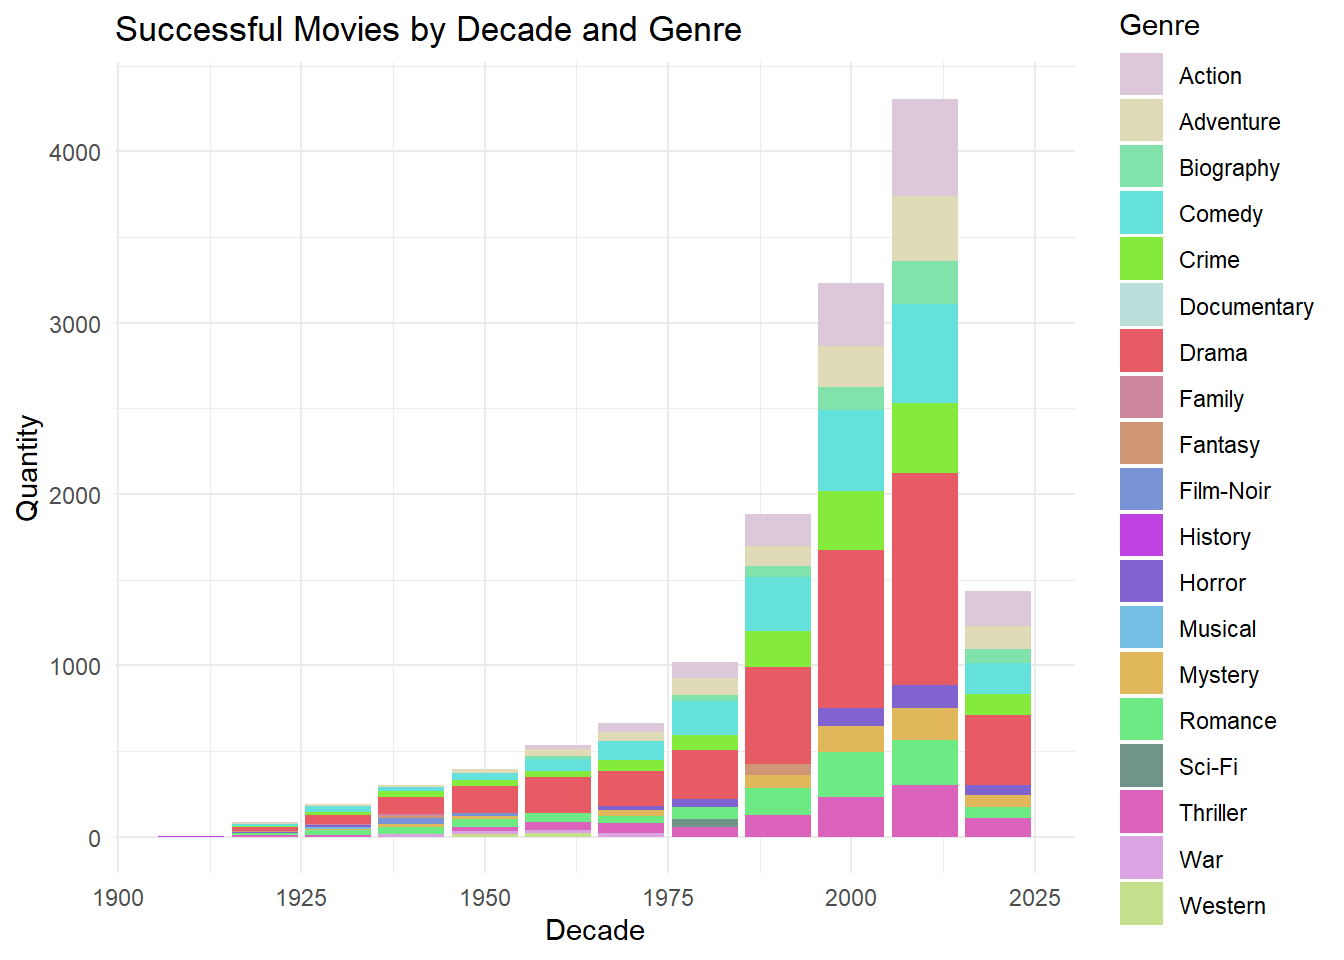 Successful Movies by Decade and Genre
Genre
Action
Adventure
Biography
Comedy
Crime
Documentary
Drama
Family
Fantasy
Film-Noir
History
Horror
Musical
Mystery
Romance
Sci-Fi
Thriller
War
Western
Quantity
4000
3000
2000
1000
0
1900
1925
1950
1975
2000
2025
Decade